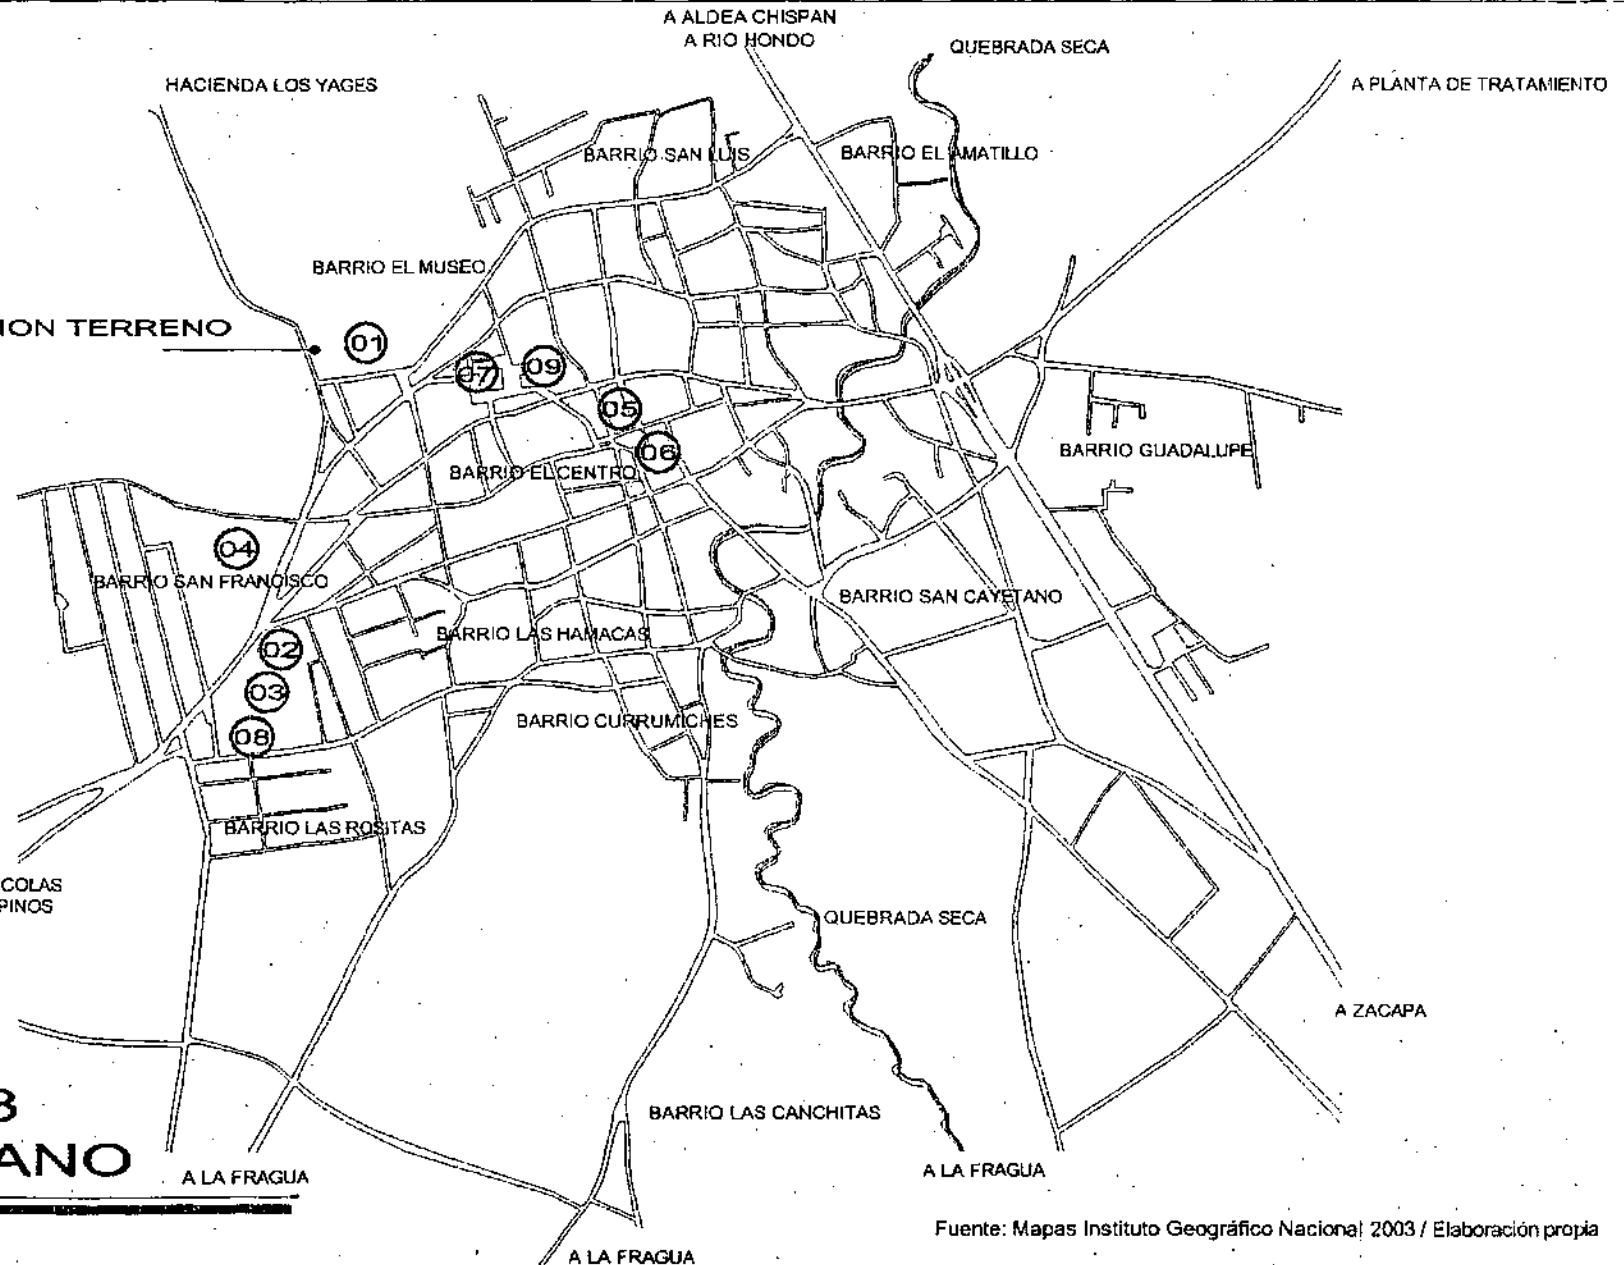 A ALDEA CHISPAN
A RIO HONDO
QUEBRADA SECA
HACIENDA LOS YAGES
A PLANTA DE TRATAMIENTO
BARRIO SAN LUIS
BARRIO EL AMATILLO
BARRIO EL MUSEO
ION TERRENO
01
07
09
05
06
BARRIO EL CENTRO
BARRIO GUADALUPE
04
BARRIO SAN FRANCISCO
BARRIO SAN CAYETANO
BARRIO LAS HAMACAS
02
03
08
BARRIO CURRUMICHES
BARRIO LAS ROSITAS
COLAS
PINOS
QUEBRADA SECA
A ZACAPA
BARRIO LAS CANCHITAS
3
ANO
A LA FRAGUA
A LA FRAGUA
A LA FRAGUA
Fuente: Mapas Instituto Geográfico Nacional 2003 / Elaboración propia